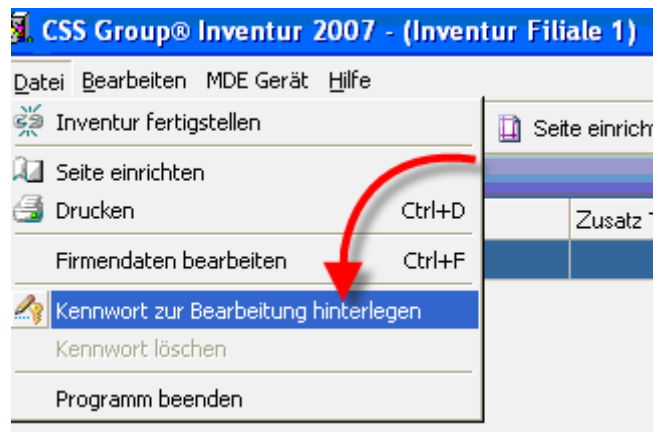 CSS Group® Inventur 2007 - (Inventur Filiale 1)
Datei Bearbeiten MDE Gerät Hilfe
Inventur fertigstellen
Seite einrich
Seite einrichten
Drucken Ctrl+D
Zusatz
Firmendaten bearbeiten Ctrl+F
Kennwort zur Bearbeitung hinterlegen
Kennwort löschen
Programm beenden